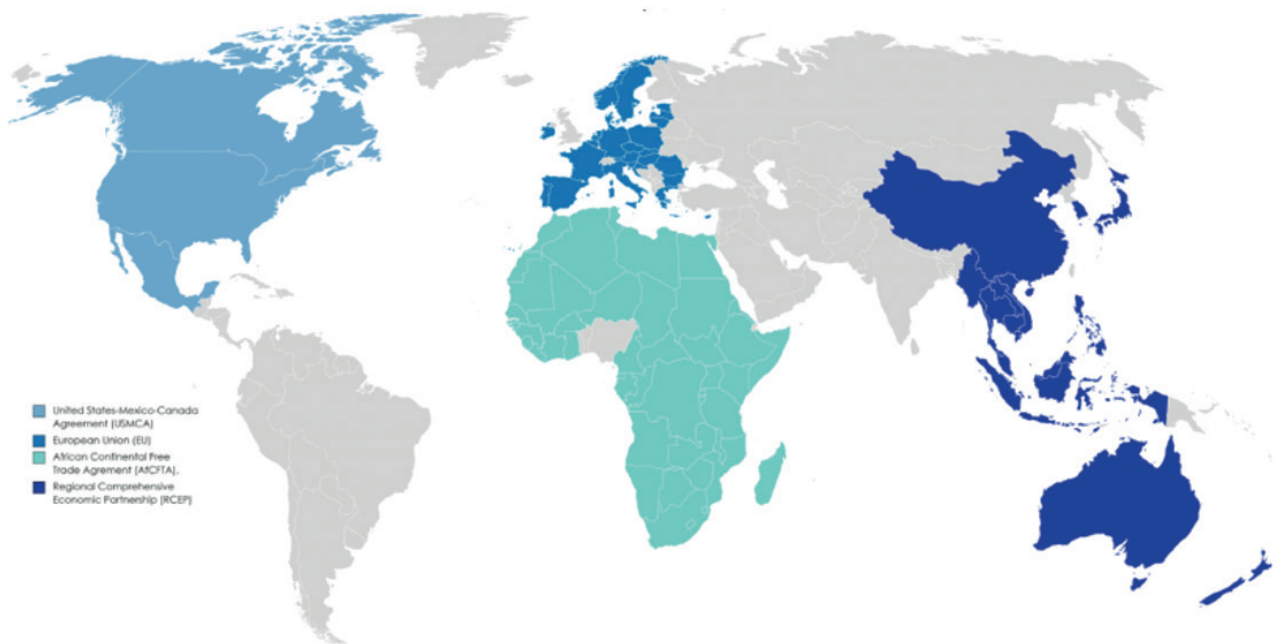 United States-Mexico-Canada
Agreement (USMCA)
European Union (EU)
African Continental Free
Trade Agrement (AfCFTA).
Regional Comprehensive
Economic Partnership (RCEP)